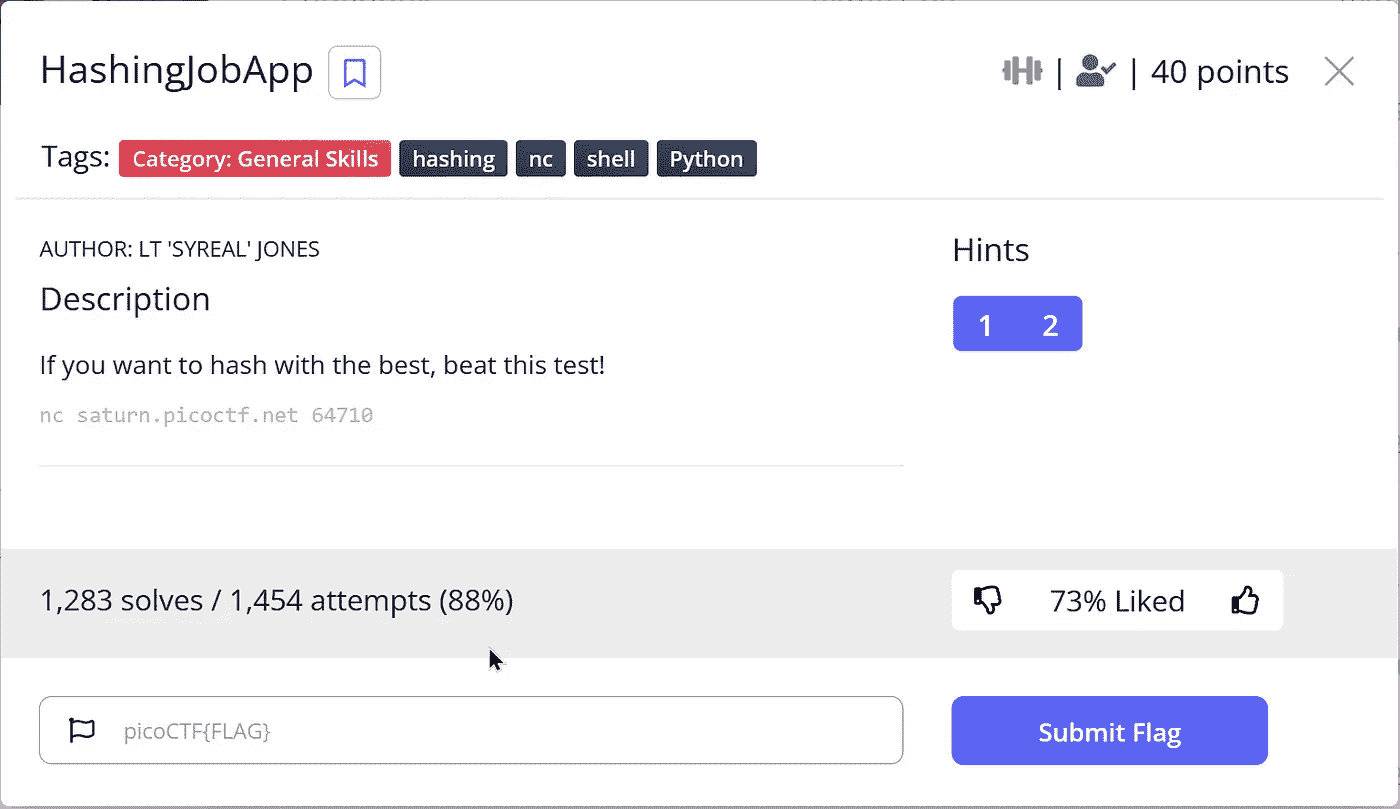 HashingJobApp | | 40 points
Tags: Category: General Skills hashing nc shell Python
AUTHOR: LT 'SYREAL' JONES
Hints
Description
1 2
If you want to hash with the best, beat this test!
nc saturn.picoctf.net 64710
1,283 solves / 1,454 attempts (88%)
73% Liked
picoCTF{FLAG}
Submit Flag